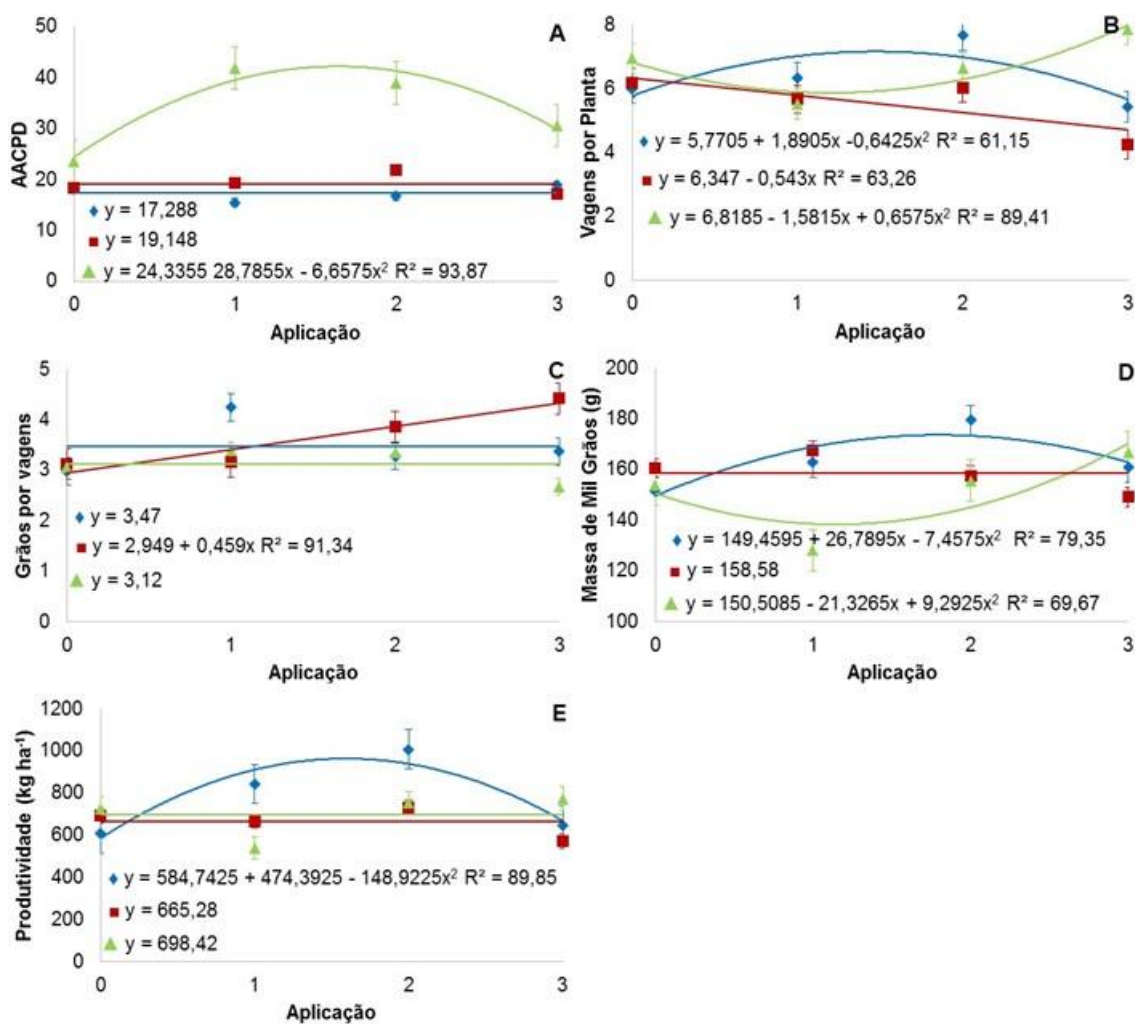 A
AACPD
50
40
30
20
10
0
y = 17,288
y = 19,148
y = 24,3355 28,7855x - 6,6575x² R² = 93,87
0 1 2 3
Aplicação
B
Vagens por Planta
8
6
4
2
0
y = 5,7705 + 1,8905x -0,6425x² R² = 61,15
y = 6,347 - 0,543x R² = 63,26
y = 6,8185 - 1,5815x + 0,6575x² R² = 89,41
0 1 2 3
Aplicação
C
Grãos por vagens
5
4
3
2
1
0
y = 3,47
y = 2,949 + 0,459x R² = 91,34
y = 3,12
0 1 2 3
Aplicação
D
Massa de Mil Grãos (g)
200
180
160
140
120
100
y = 149,4595 + 26,7895x - 7,4575x² R² = 79,35
y = 158,58
y = 150,5085 - 21,3265x + 9,2925x² R² = 69,67
0 1 2 3
Aplicação
E
Produtividade (kg ha⁻¹)
1200
1000
800
600
400
200
0
y = 584,7425 + 474,3925 - 148,9225x² R² = 89,85
y = 665,28
y = 698,42
0 1 2 3
Aplicação